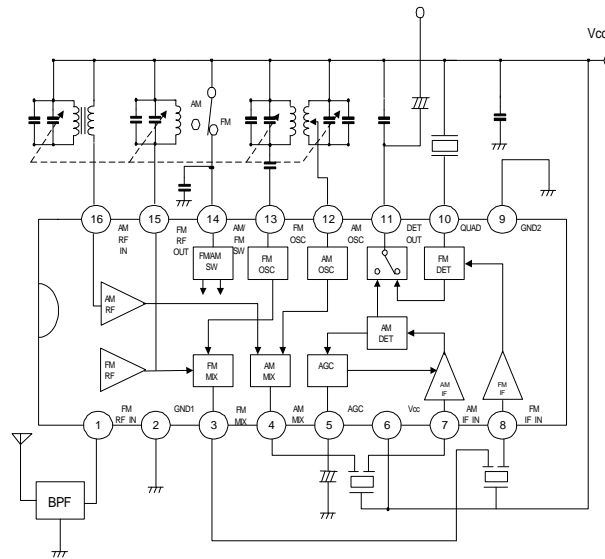 Vcc
AM
FM
16
15
14
13
12
11
10
9
AM
RF
IN
FM
RF
OUT
AM/
FM
SW
FM
OSC
AM
OSC
DET
OUT
QUAD
GND2
FM/AM
SW
FM
OSC
AM
OSC
FM
DET
AM
RF
AM
DET
FM
RF
FM
MIX
AM
MIX
AGC
AM
IF
FM
IF
FM
RF IN
GND1
FM
MIX
AM
MIX
AGC
Vcc
AM
IF IN
FM
IF IN
1
2
3
4
5
6
7
8
BPF